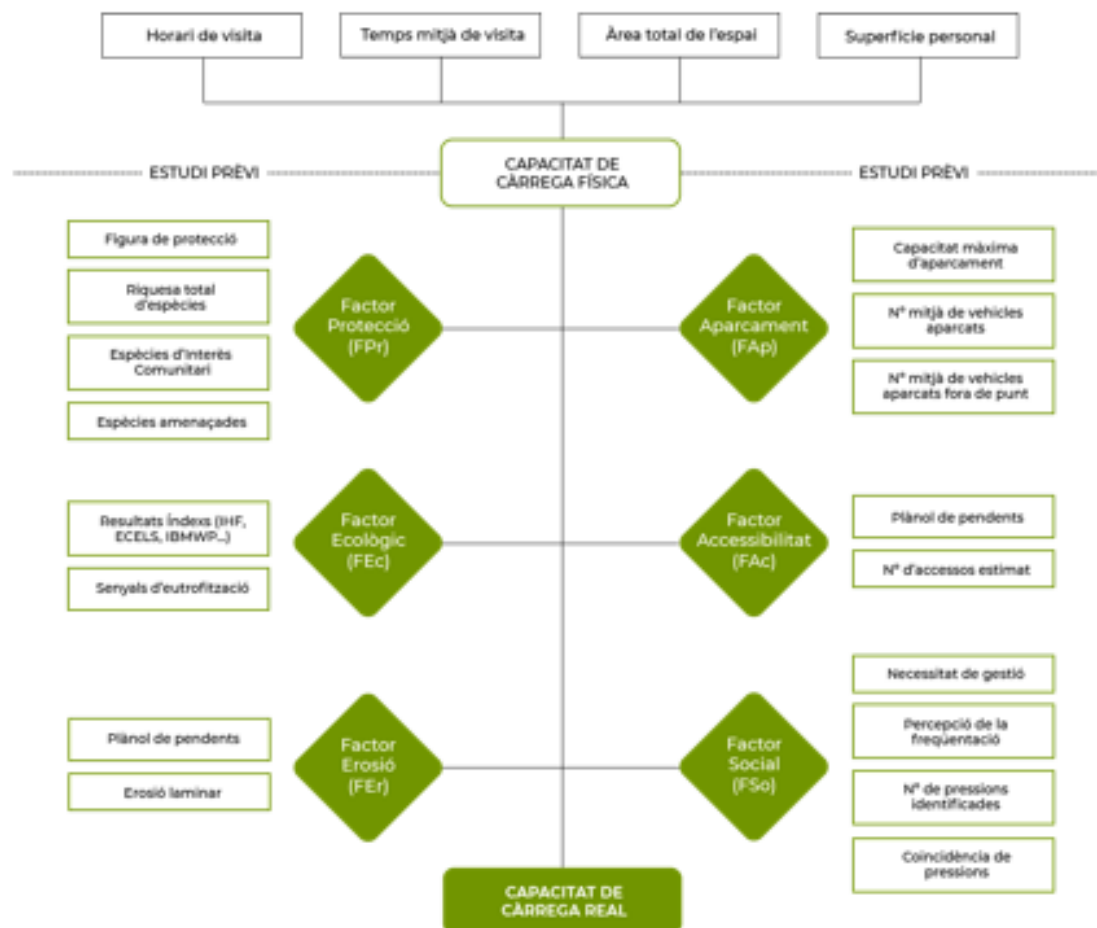 Horari de visita
Temps mitjà de visita
Àrea total de l'espai
Superfície personal
CAPACITAT DE
CÀRREGA FÍSICA
ESTUDI PRÈVI
ESTUDI PRÈVI
Figura de protecció
Riquesa total
d'espècies
Espècies d'Interès
Comunitari
Espècies amenaçades
Factor
Protecció
(FPr)
Factor
Aparcament
(FAp)
Capacitat màxima
d'aparcament
Nº mitjà de vehicles
aparcats
Nº mitjà de vehicles
aparcats fora de punt
Resultats Índexs (IHF,
ECELS, IBMWP...)
Senyals d'eutrofització
Factor
Ecològic
(FEc)
Factor
Accessibilitat
(FAc)
Plànol de pendents
Nº d'accessos estimat
Plànol de pendents
Erosió laminar
Factor
Erosió
(FEr)
Factor
Social
(FSo)
Necessitat de gestió
Percepció de la
freqüentació
Nº de pressions
identificades
Coincidència de
pressions
CAPACITAT DE
CÀRREGA REAL